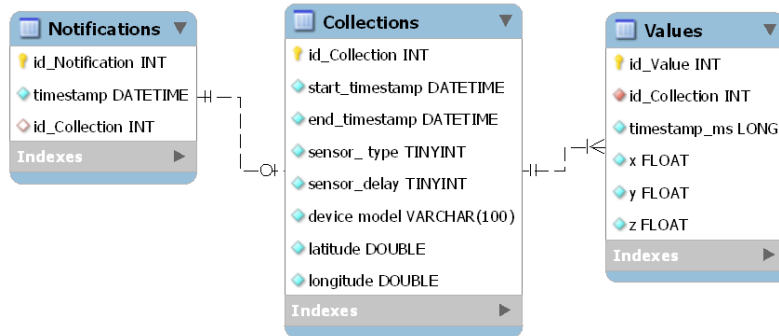 Notifications
id_Notification INT
timestamp DATETIME
id_Collection INT
Indexes
Collections
id_Collection INT
start_timestamp DATETIME
end_timestamp DATETIME
sensor_ type TINYINT
sensor_delay TINYINT
device model VARCHAR(100)
latitude DOUBLE
longitude DOUBLE
Indexes
Values
id_Value INT
id_Collection INT
timestamp_ms LONG
x FLOAT
y FLOAT
z FLOAT
Indexes